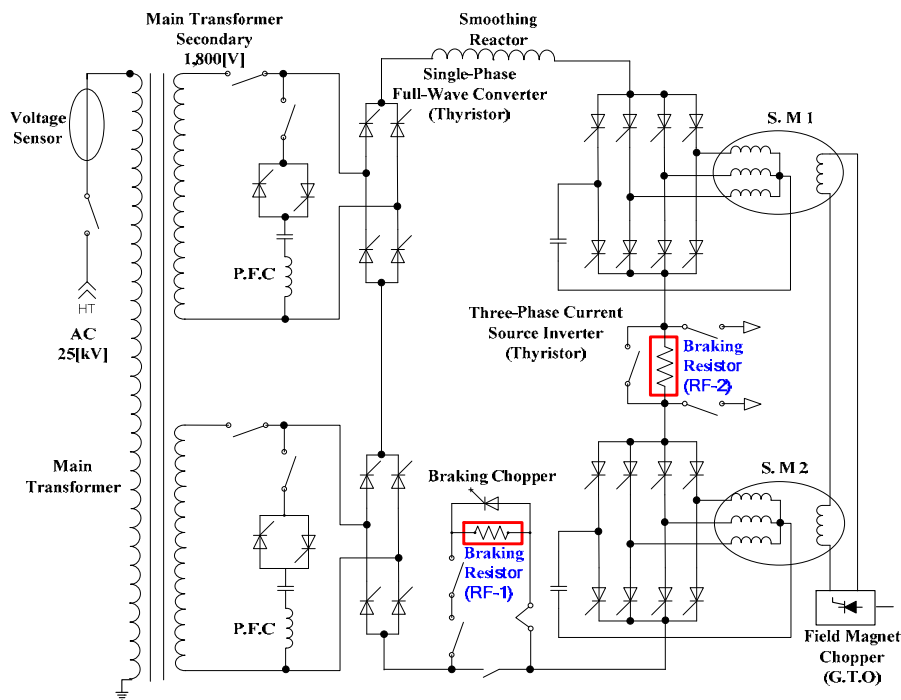 Main Transformer
Secondary
1,800[V]
Smoothing
Reactor
Single-Phase
Full-Wave Converter
(Thyristor)
Voltage
Sensor
S. M 1
P.F.C
HT
AC
25[kV]
Three-Phase Current
Source Inverter
(Thyristor)
Braking
Resistor
(RF-2)
Main
Transformer
Braking Chopper
S. M 2
Braking
Resistor
(RF-1)
P.F.C
Field Magnet
Chopper
(G.T.O)